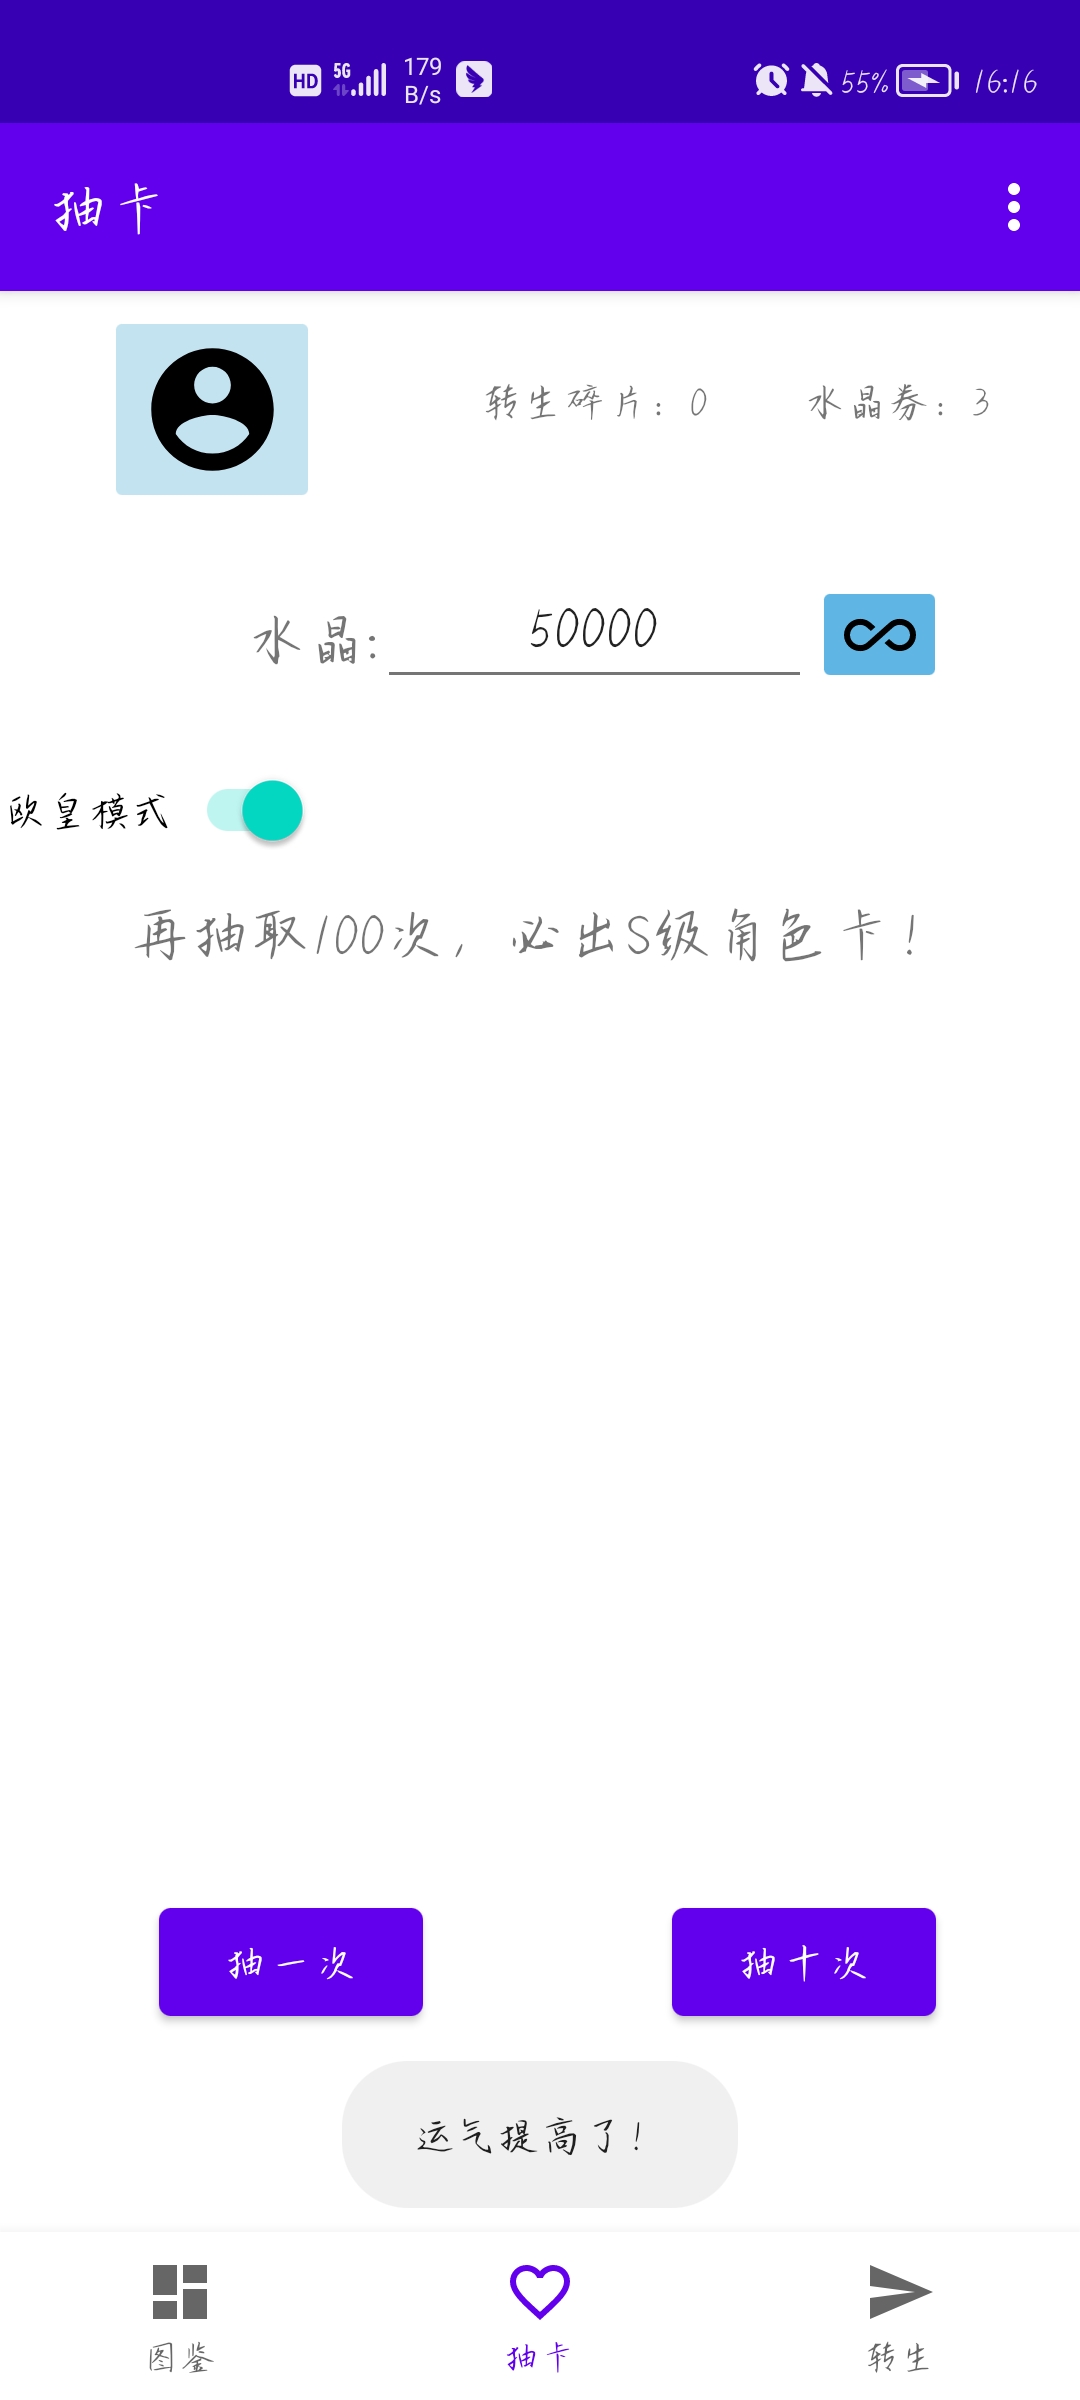 HD 5G 179 B/s 55% 16:16
抽卡
转生碎片: 0 水晶券: 3
水晶: 50000
欧皇模式
再抽取100次, 必出S级角色卡!
抽一次 抽十次
运气提高了!
图鉴 抽卡 转生